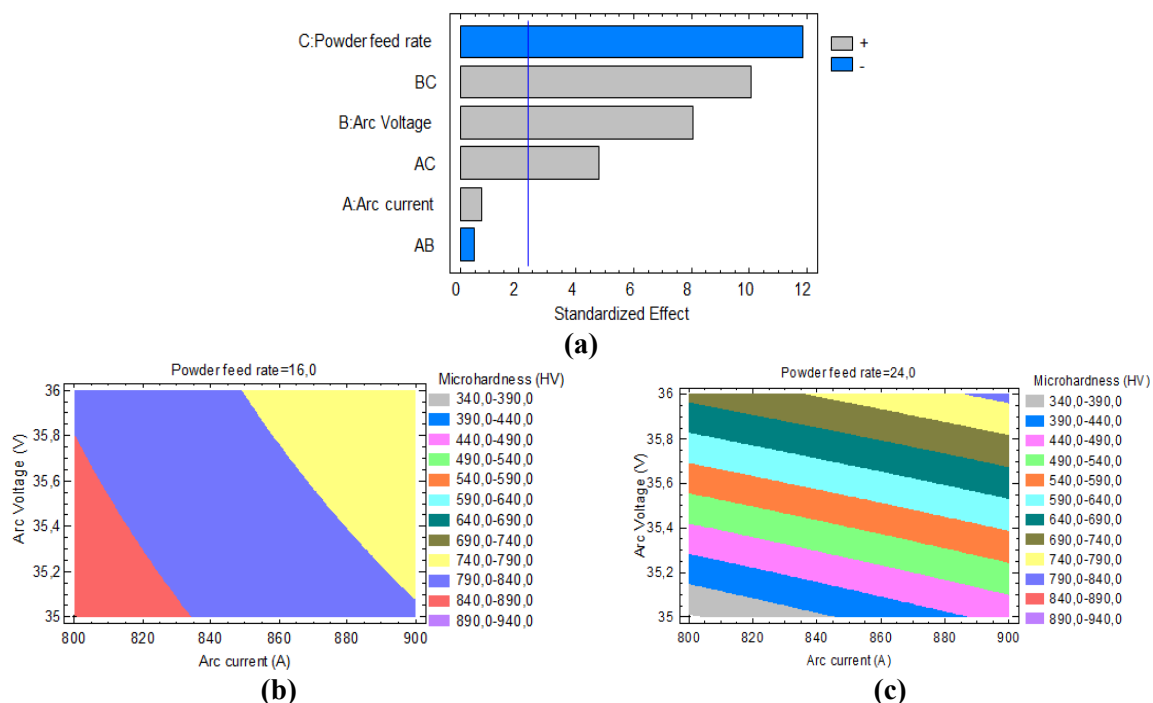 C:Powder feed rate
BC
B:Arc Voltage
AC
A:Arc current
AB
+
-
0 2 4 6 8 10 12
Standardized Effect
(a)
Powder feed rate=16,0
Arc Voltage (V)
36
35,8
35,6
35,4
35,2
35
800 820 840 860 880 900
Arc current (A)
Microhardness (HV)
340,0-390,0
390,0-440,0
440,0-490,0
490,0-540,0
540,0-590,0
590,0-640,0
640,0-690,0
690,0-740,0
740,0-790,0
790,0-840,0
840,0-890,0
890,0-940,0
(b)
Powder feed rate=24,0
Arc Voltage (V)
36
35,8
35,6
35,4
35,2
35
800 820 840 860 880 900
Arc current (A)
Microhardness (HV)
340,0-390,0
390,0-440,0
440,0-490,0
490,0-540,0
540,0-590,0
590,0-640,0
640,0-690,0
690,0-740,0
740,0-790,0
790,0-840,0
840,0-890,0
890,0-940,0
(c)